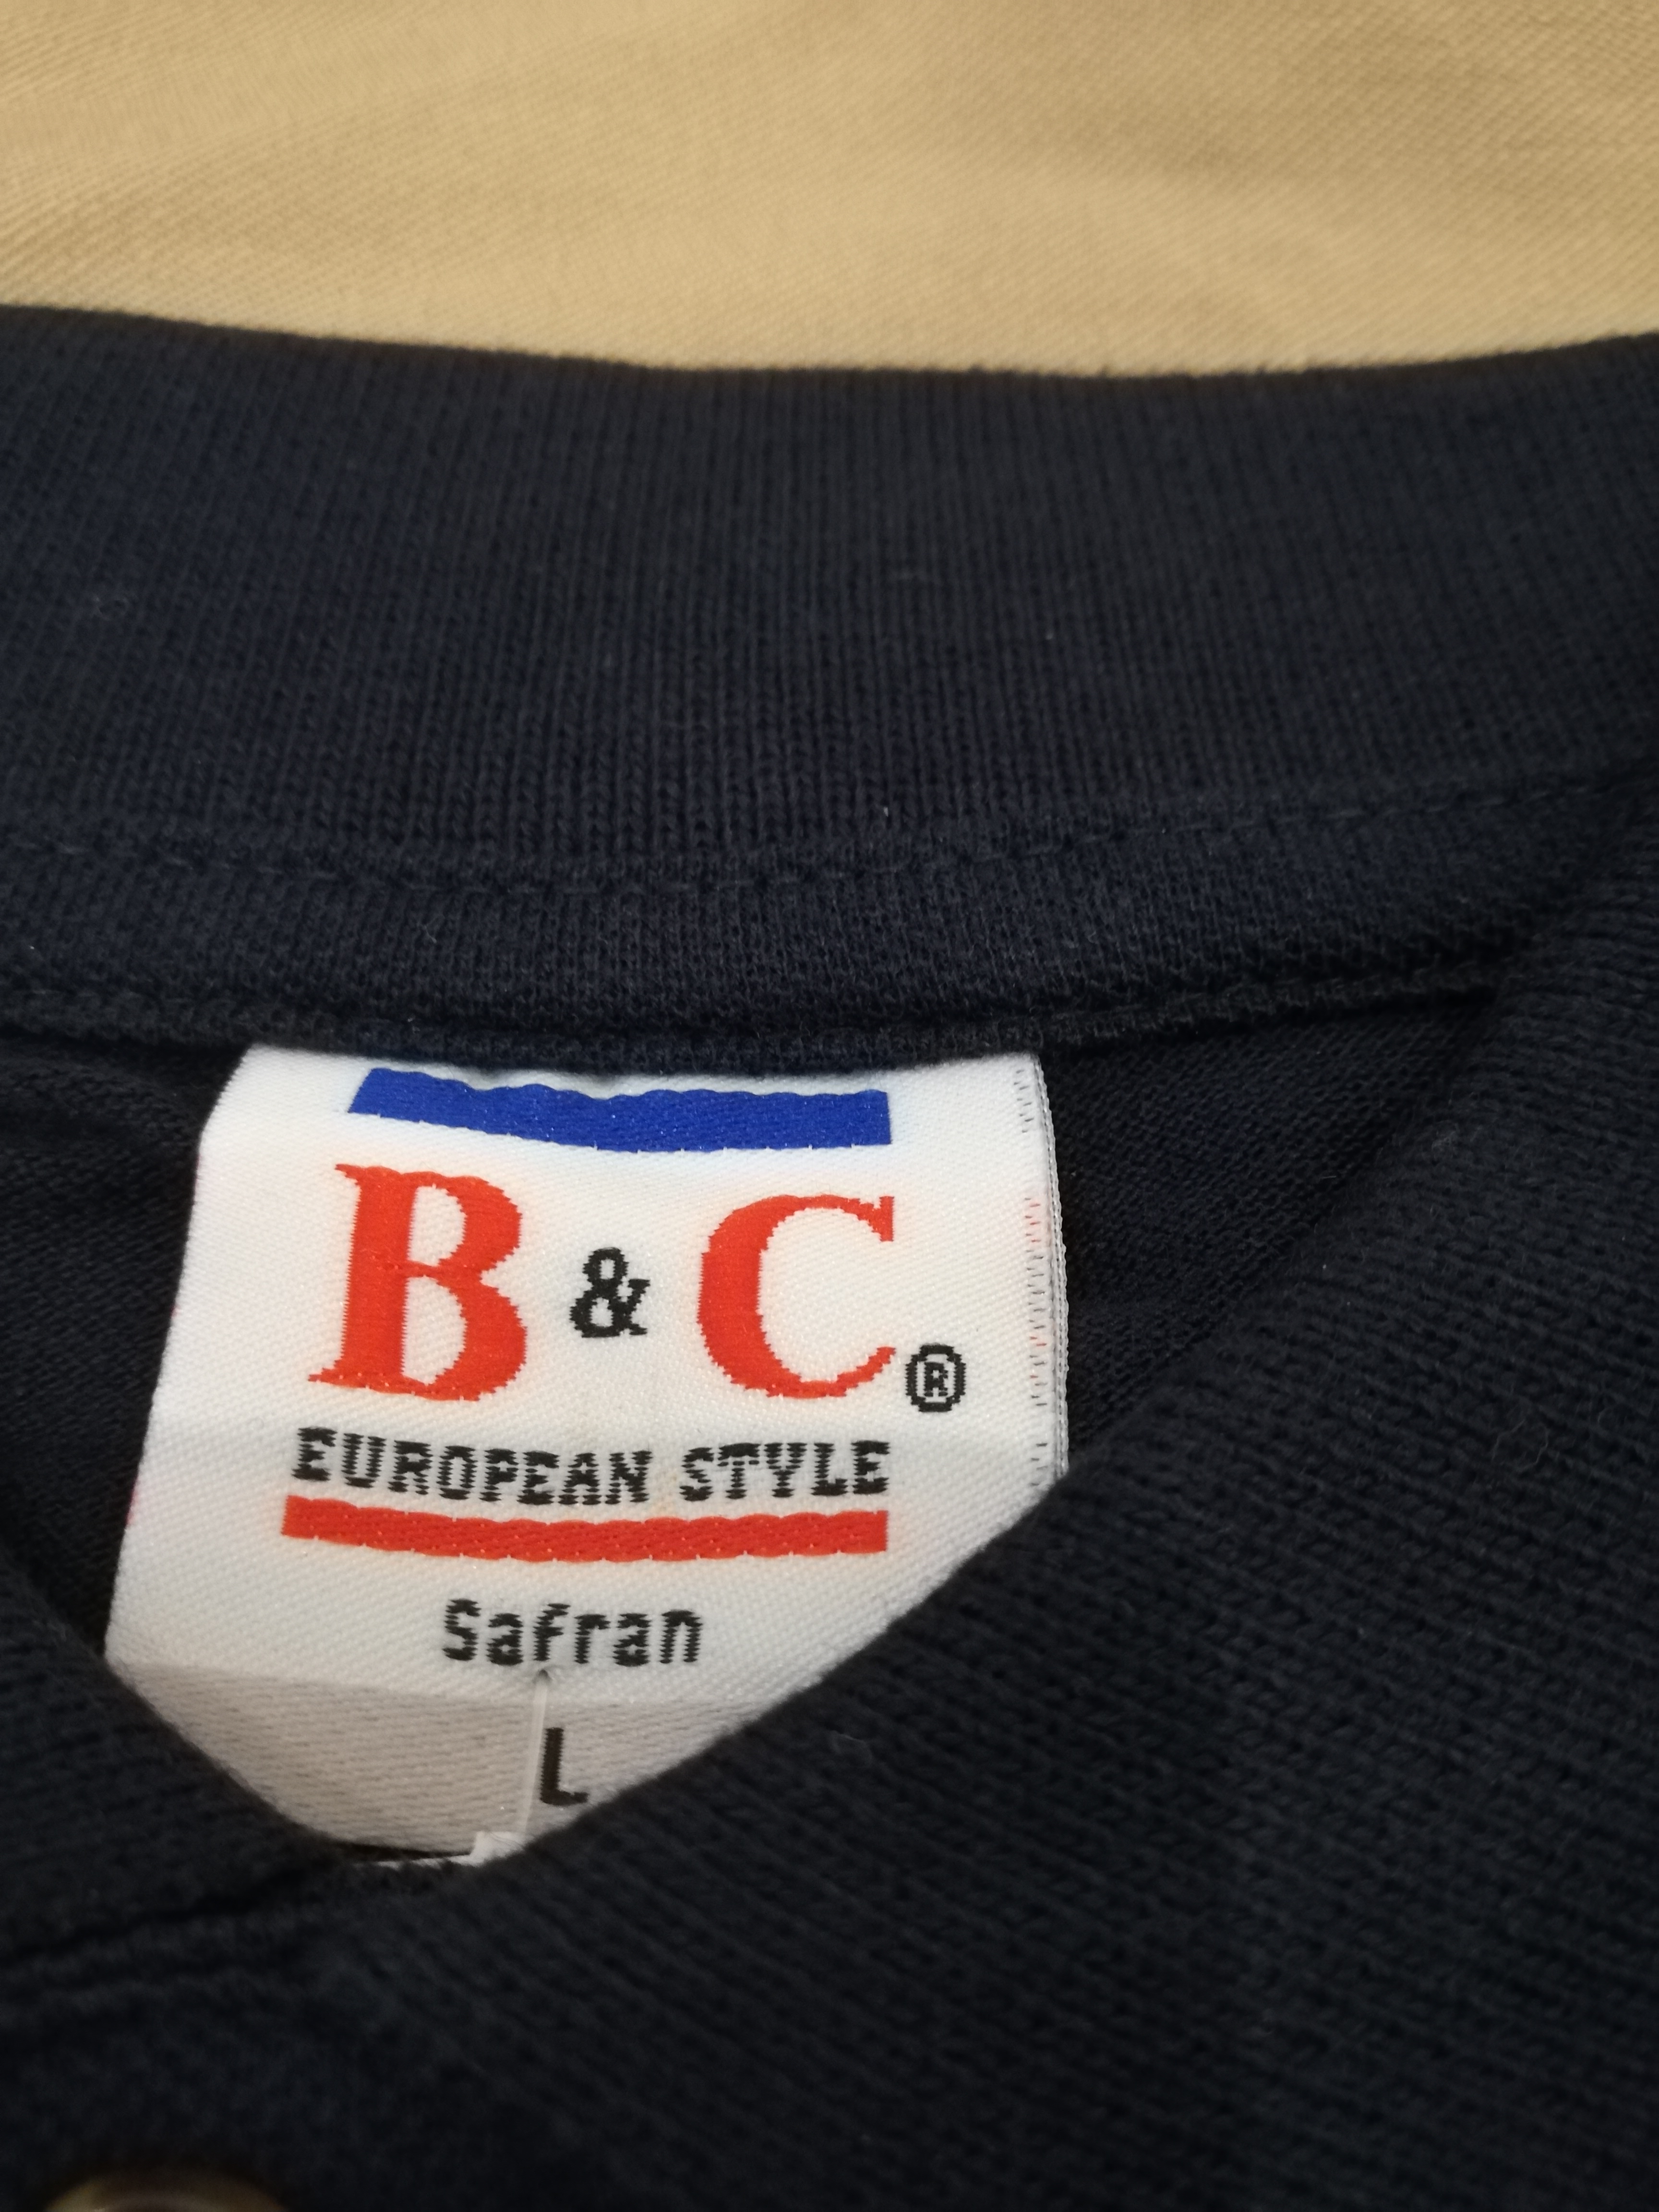 B & C ®
EUROPEAN STYLE
Safran
L